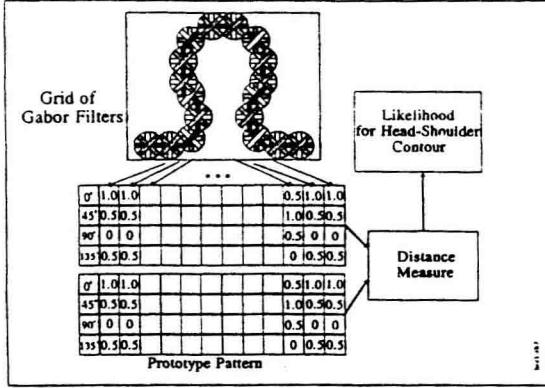 Grid of
Gabor Filters
Likelihood
for Head-Shoulder
Contour
...
0° 1.0 1.0 0.5 1.0 1.0
45° 0.5 0.5 1.0 0.5 0.5
90° 0 0 0.5 0 0
135° 0.5 0.5 0 0.5 0.5
Distance
Measure
0° 1.0 1.0 0.5 1.0 1.0
45° 0.5 0.5 1.0 0.5 0.5
90° 0 0 0.5 0 0
135° 0.5 0.5 0 0.5 0.5
Prototype Pattern